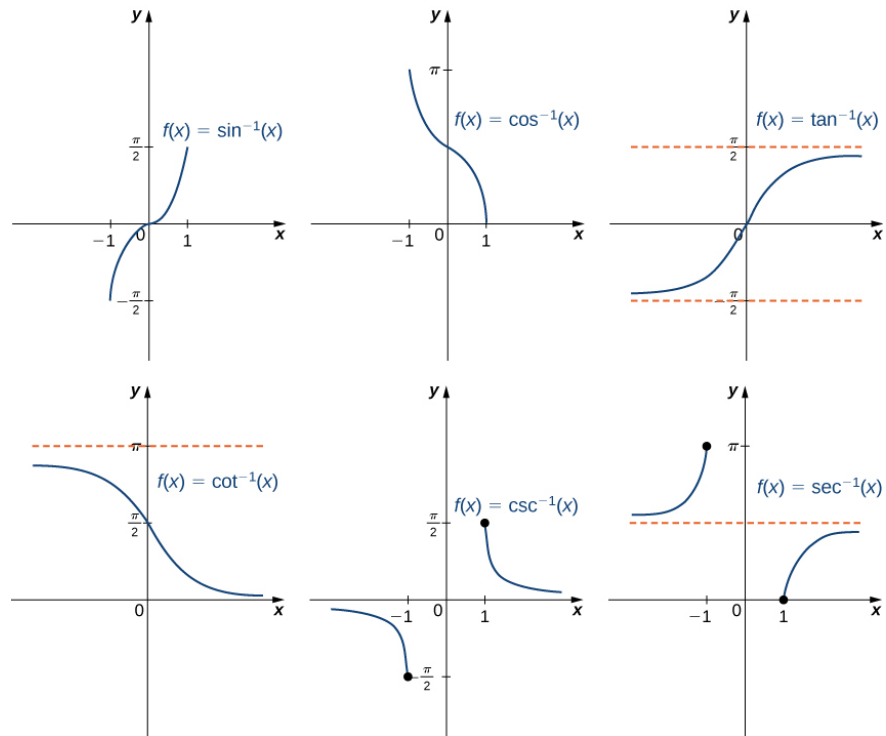 y
f(x) = sin⁻¹(x)
π/2
−1 0 1 x
−π/2
y
π
f(x) = cos⁻¹(x)
−1 0 1 x
y
f(x) = tan⁻¹(x)
π/2
0 x
−π/2
y
π
f(x) = cot⁻¹(x)
π/2
0 x
y
f(x) = csc⁻¹(x)
π/2
−1 0 1 x
−π/2
y
π
f(x) = sec⁻¹(x)
π/2
−1 0 1 x